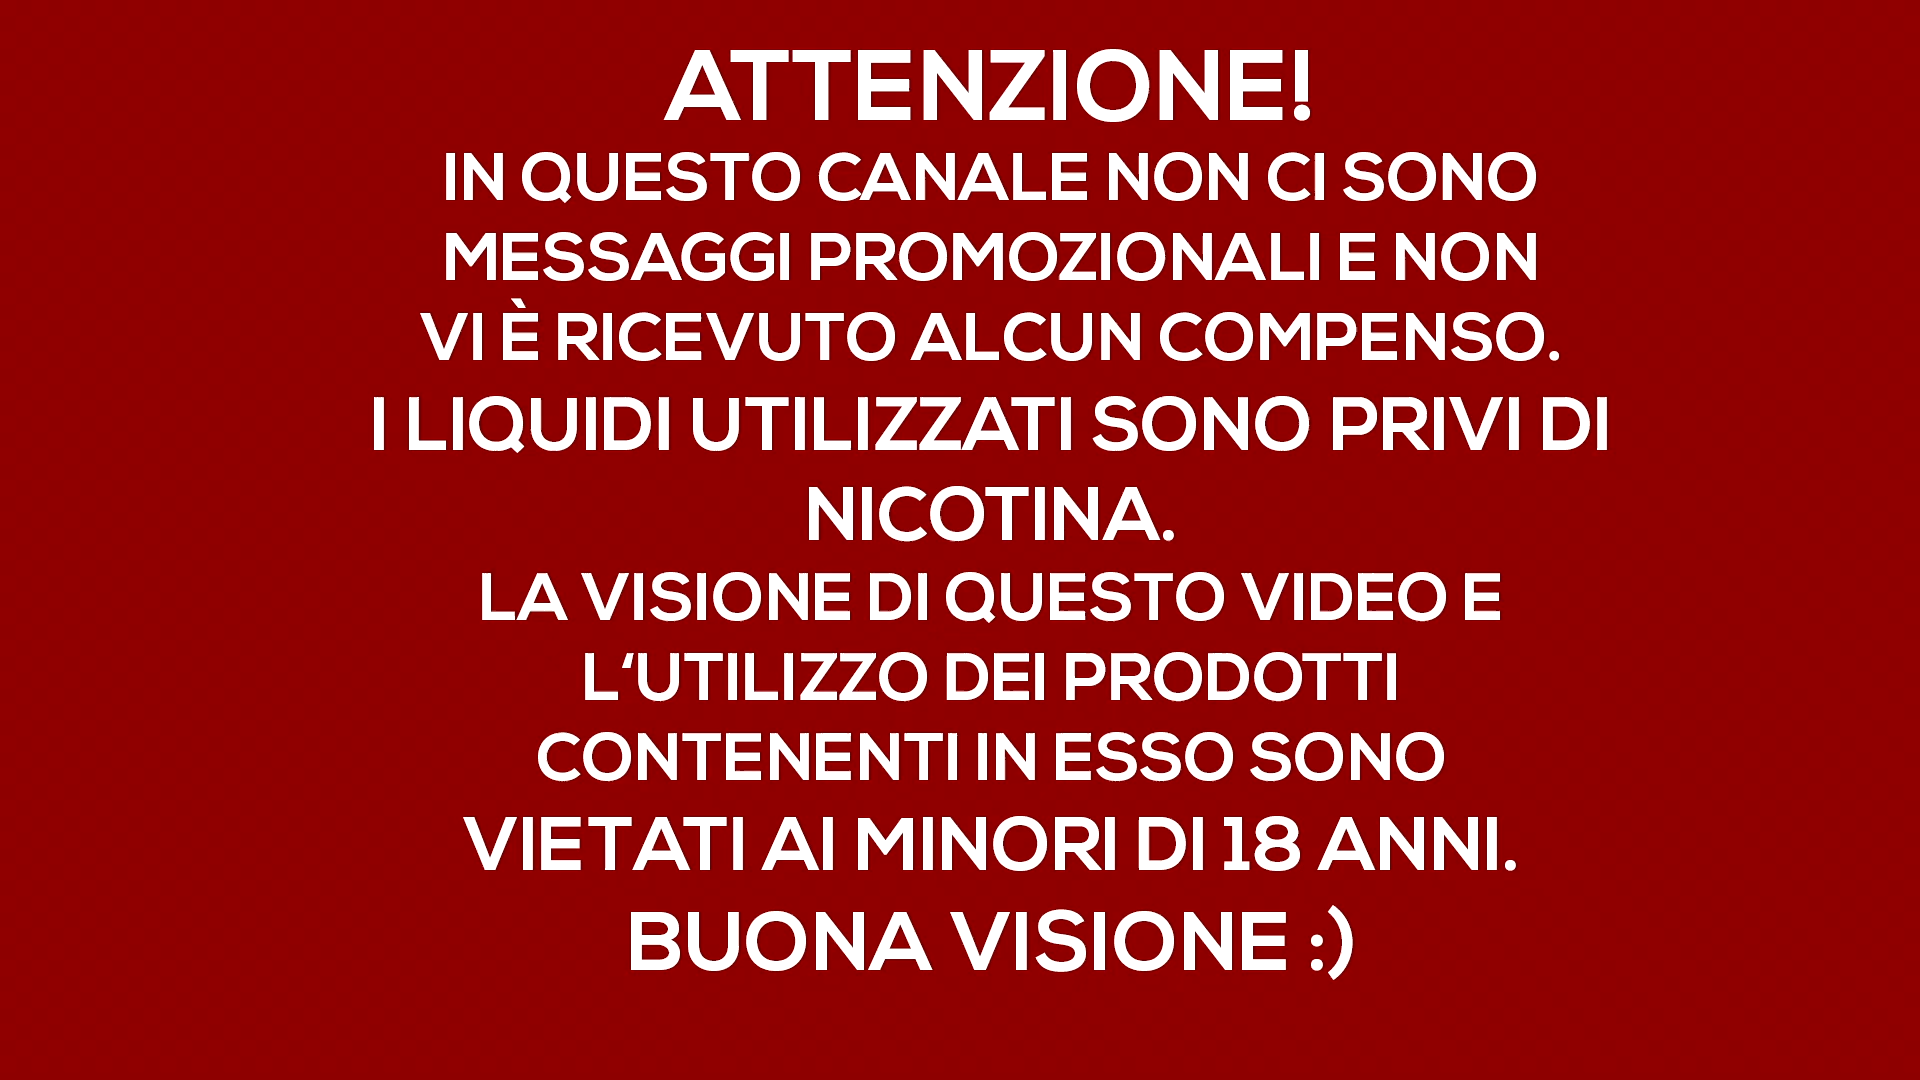 ATTENZIONE!
IN QUESTO CANALE NON CI SONO
MESSAGGI PROMOZIONALI E NON
VI È RICEVUTO ALCUN COMPENSO.
I LIQUIDI UTILIZZATI SONO PRIVI DI
NICOTINA.
LA VISIONE DI QUESTO VIDEO E
L‘UTILIZZO DEI PRODOTTI
CONTENENTI IN ESSO SONO
VIETATI AI MINORI DI 18 ANNI.
BUONA VISIONE :)